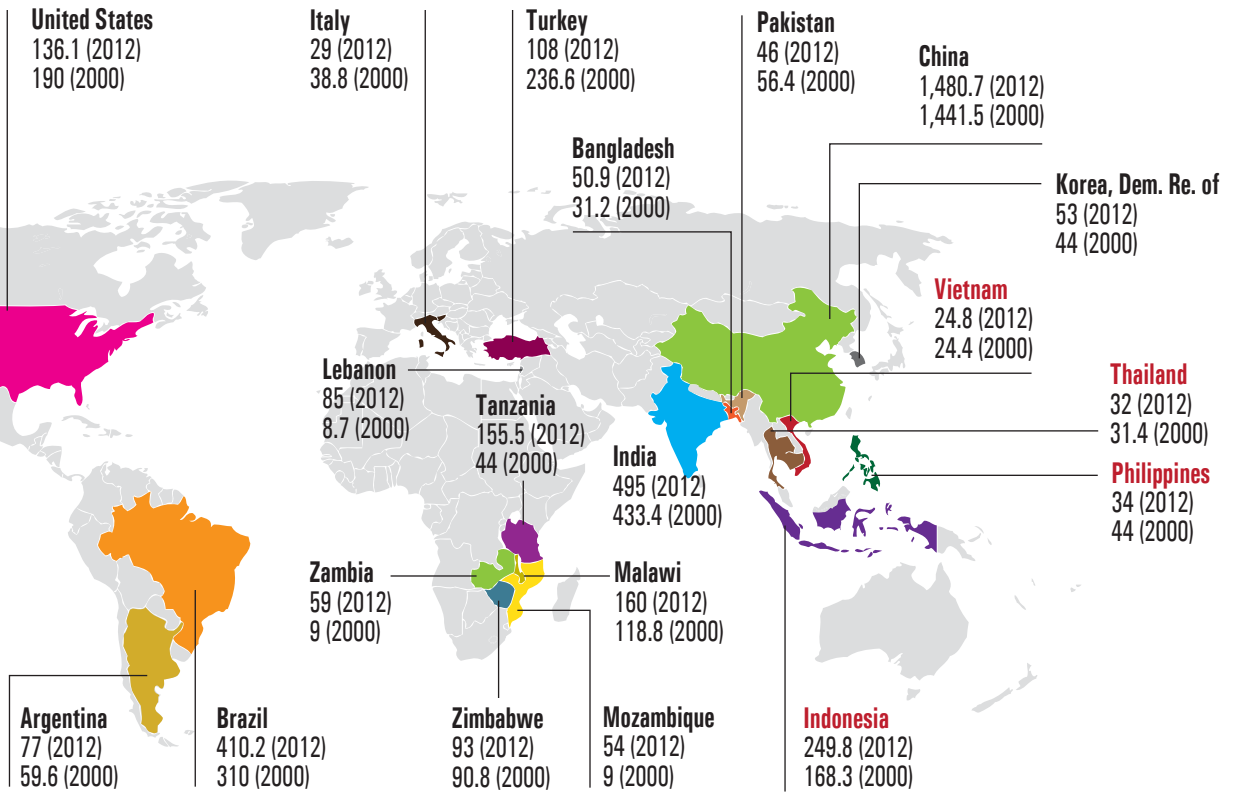 United States
136.1 (2012)
190 (2000)
Italy
29 (2012)
38.8 (2000)
Turkey
108 (2012)
236.6 (2000)
Pakistan
46 (2012)
56.4 (2000)
China
1,480.7 (2012)
1,441.5 (2000)
Bangladesh
50.9 (2012)
31.2 (2000)
Korea, Dem. Re. of
53 (2012)
44 (2000)
Vietnam
24.8 (2012)
24.4 (2000)
Lebanon
85 (2012)
8.7 (2000)
Tanzania
155.5 (2012)
44 (2000)
Thailand
32 (2012)
31.4 (2000)
India
495 (2012)
433.4 (2000)
Philippines
34 (2012)
44 (2000)
Zambia
59 (2012)
9 (2000)
Malawi
160 (2012)
118.8 (2000)
Argentina
77 (2012)
59.6 (2000)
Brazil
410.2 (2012)
310 (2000)
Zimbabwe
93 (2012)
90.8 (2000)
Mozambique
54 (2012)
9 (2000)
Indonesia
249.8 (2012)
168.3 (2000)